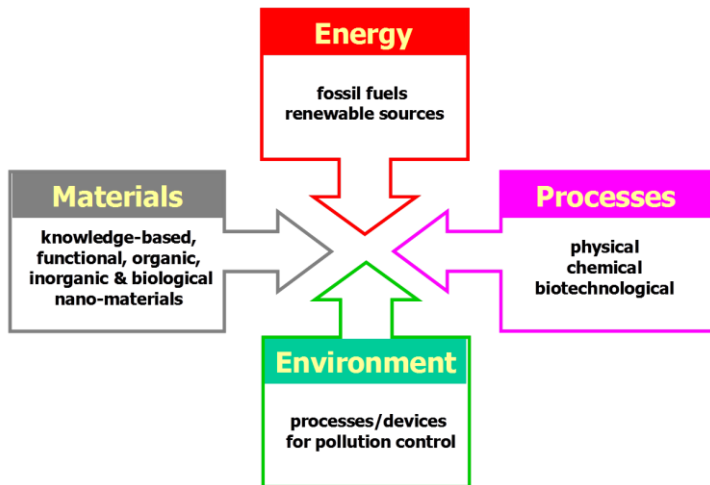 Energy
fossil fuels
renewable sources
Materials
knowledge-based,
functional, organic,
inorganic & biological
nano-materials
Processes
physical
chemical
biotechnological
Environment
processes/devices
for pollution control